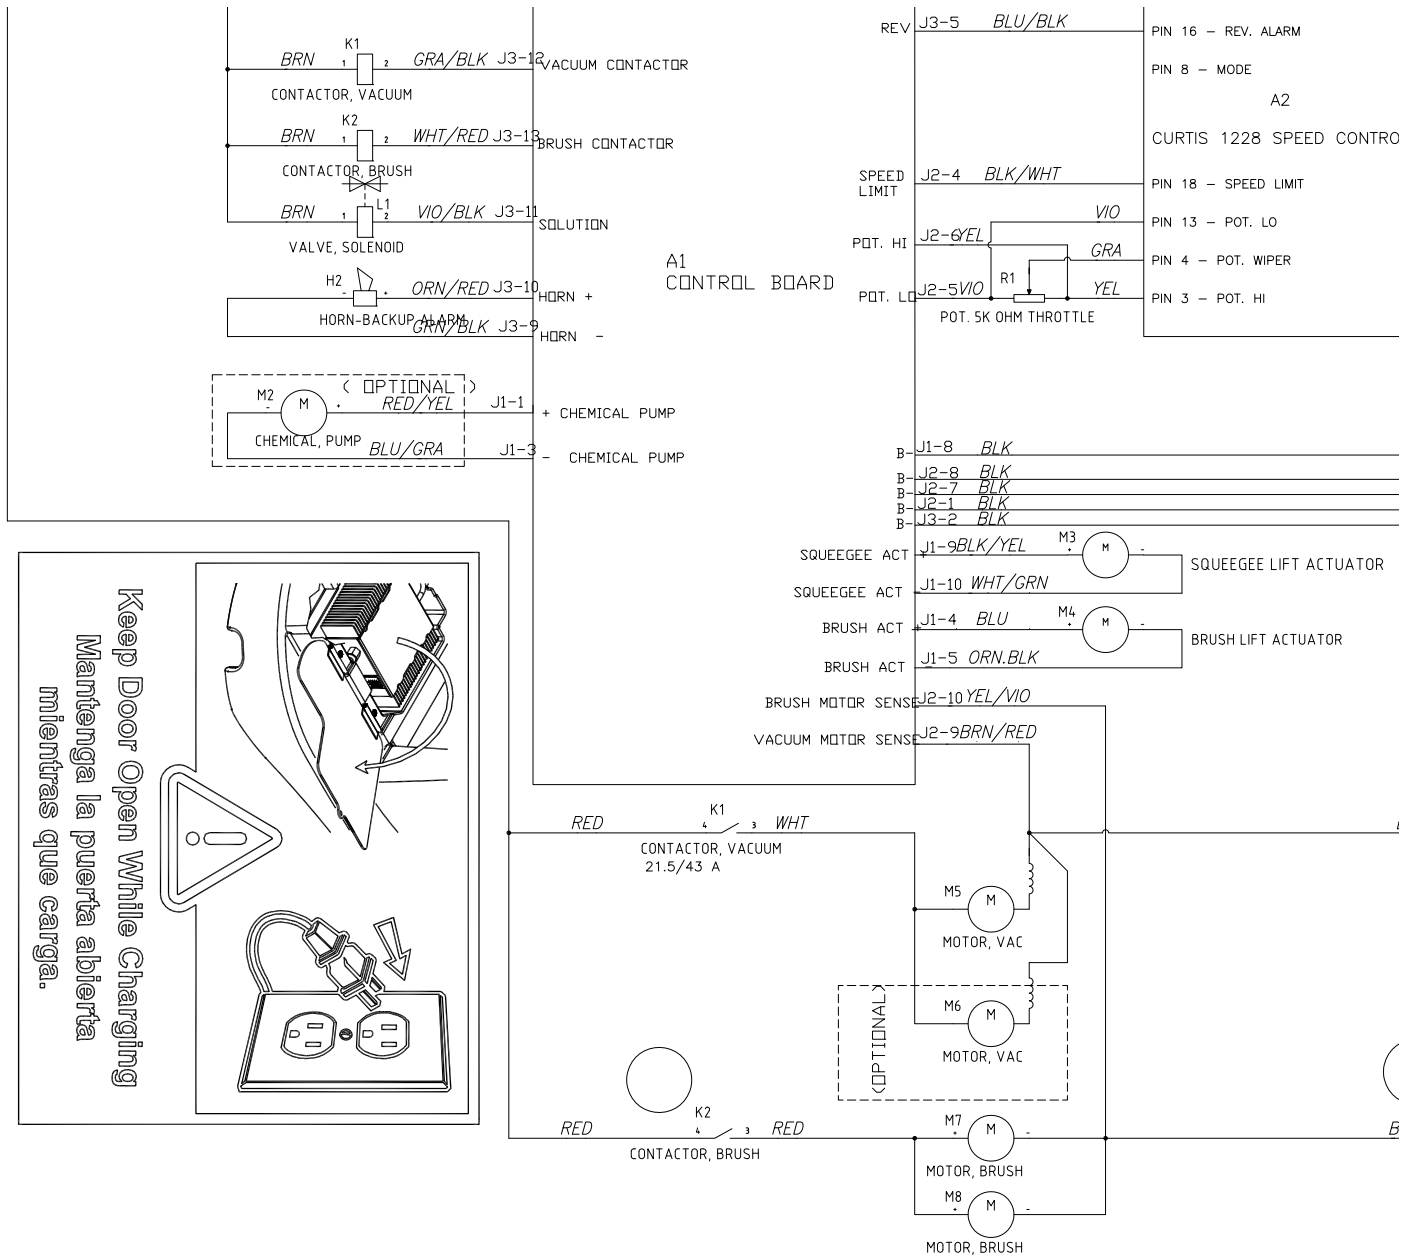 REV J3-5 BLU/BLK PIN 16 - REV. ALARM
K1
BRN 1 2 GRA/BLK J3-12 VACUUM CONTACTOR
CONTACTOR, VACUUM
PIN 8 - MODE
A2
CURTIS 1228 SPEED CONTRO
K2
BRN 1 2 WHT/RED J3-13 BRUSH CONTACTOR
CONTACTOR, BRUSH
SPEED
LIMIT J2-4 BLK/WHT PIN 18 - SPEED LIMIT
L1
BRN 1 2 VIO/BLK J3-11 SOLUTION
VALVE, SOLENOID
VIO PIN 13 - POT. LO
POT. HI J2-6 YEL
GRA PIN 4 - POT. WIPER
A1
CONTROL BOARD
H2
- + ORN/RED J3-10 HORN +
HORN-BACKUP ALARM
GRN/BLK J3-9 HORN -
POT. LO J2-5 VIO R1 YEL PIN 3 - POT. HI
POT. 5K OHM THROTTLE
( OPTIONAL )
M2 M
- + RED/YEL J1-1 + CHEMICAL PUMP
CHEMICAL, PUMP
BLU/GRA J1-3 - CHEMICAL PUMP
B- J1-8 BLK
B- J2-8 BLK
B- J2-7 BLK
B- J2-1 BLK
B- J3-2 BLK
SQUEEGEE ACT + J1-9 BLK/YEL M3 + M -
SQUEEGEE LIFT ACTUATOR
SQUEEGEE ACT - J1-10 WHT/GRN
BRUSH ACT + J1-4 BLU M4 + M -
BRUSH LIFT ACTUATOR
BRUSH ACT - J1-5 ORN.BLK
BRUSH MOTOR SENSE J2-10 YEL/VIO
VACUUM MOTOR SENSE J2-9 BRN/RED
Keep Door Open While Charging
Mantenga la puerta abierta
mientras que carga.
K1
RED 4 3 WHT
CONTACTOR, VACUUM
21.5/43 A
M5 M
MOTOR, VAC
(OPTIONAL)
M6 M
MOTOR, VAC
K2
RED 4 3 RED
CONTACTOR, BRUSH
M7 + M -
MOTOR, BRUSH
B
M8 + M -
MOTOR, BRUSH